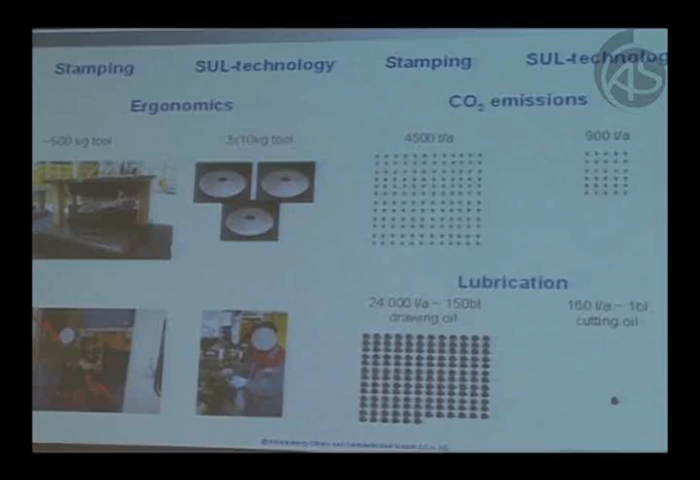 Stamping
SUL-technology
Stamping
SUL-technolog
Ergonomics
CO₂ emissions
~500 kg tool
3x10kg tool
4500 t/a
900 t/a
Lubrication
24.000 l/a ~ 150bl
drawing oil
160 l/a ~ 1bl
cutting oil
AS